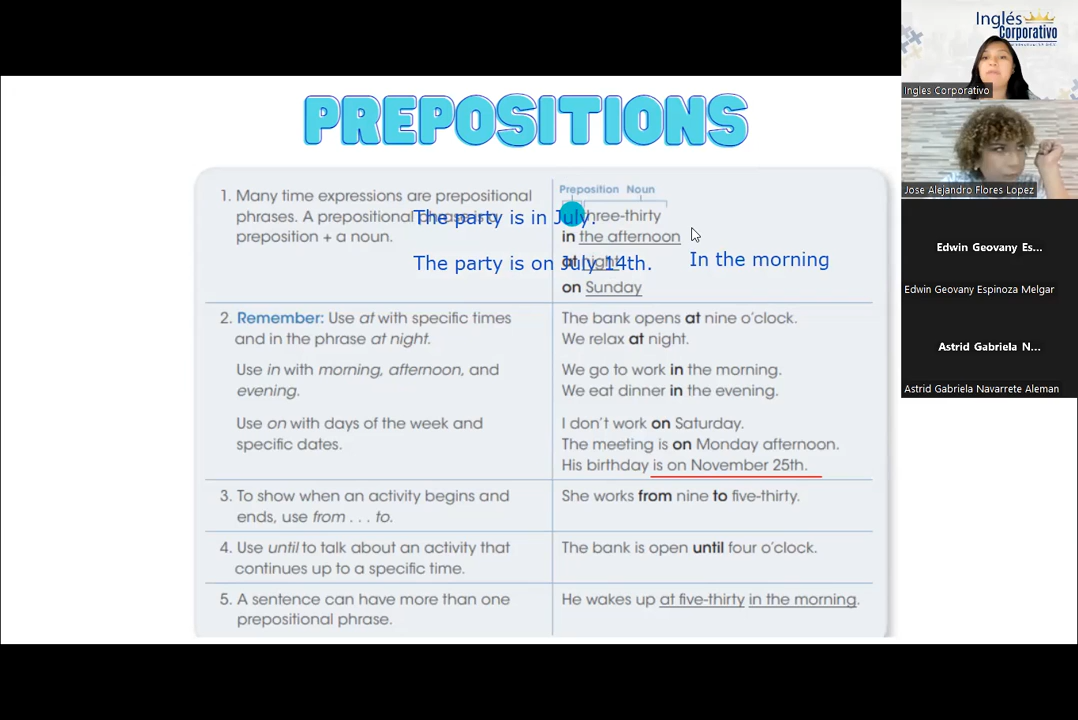 PREPOSITIONS
1. Many time expressions are prepositional
phrases. A prepositional phrase is a
preposition + a noun.
Preposition Noun
three-thirty
in the afternoon
at night
on Sunday
The party is in July.
The party is on July 14th.
In the morning
2. Remember: Use at with specific times
and in the phrase at night.
The bank opens at nine o'clock.
We relax at night.
Use in with morning, afternoon, and
evening.
We go to work in the morning.
We eat dinner in the evening.
Use on with days of the week and
specific dates.
I don't work on Saturday.
The meeting is on Monday afternoon.
His birthday is on November 25th.
3. To show when an activity begins and
ends, use from . . . to.
She works from nine to five-thirty.
4. Use until to talk about an activity that
continues up to a specific time.
The bank is open until four o'clock.
5. A sentence can have more than one
prepositional phrase.
He wakes up at five-thirty in the morning.
Inglés
Corporativo
Ingles Corporativo
Jose Alejandro Flores Lopez
Edwin Geovany Es...
Edwin Geovany Espinoza Melgar
Astrid Gabriela N...
Astrid Gabriela Navarrete Aleman